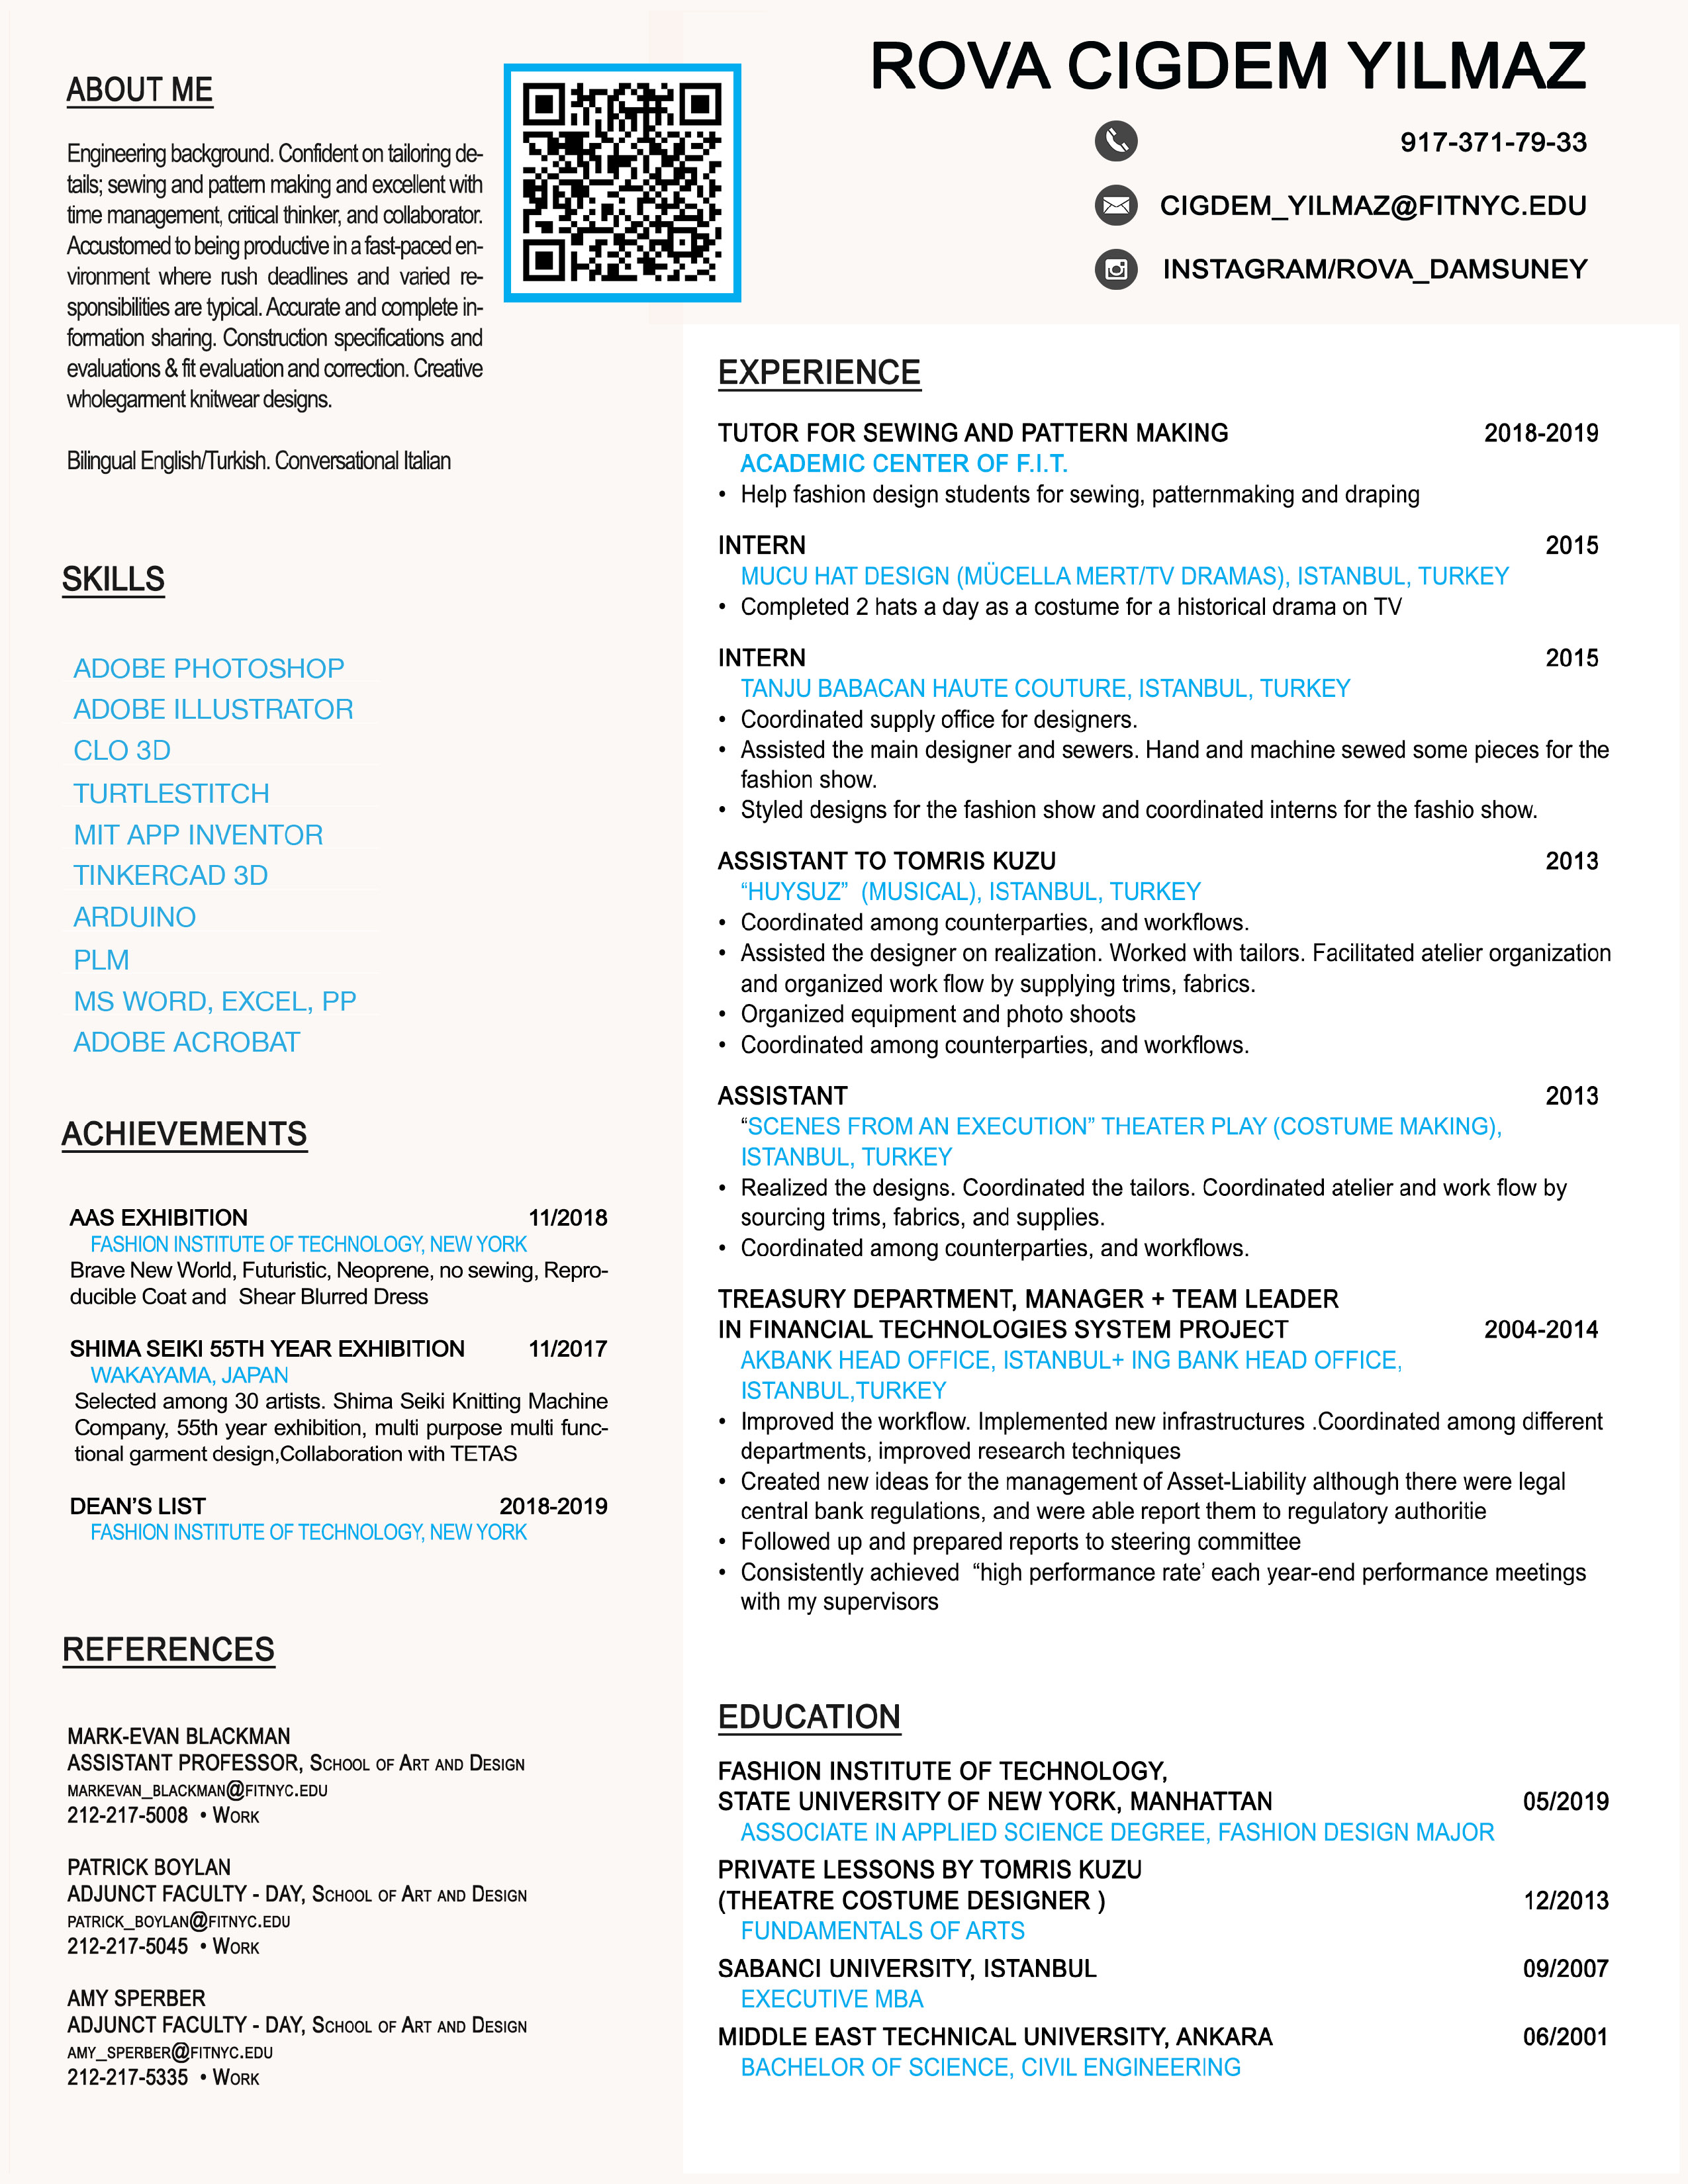 ROVA CIGDEM YILMAZ
917-371-79-33
CIGDEM_YILMAZ@FITNYC.EDU
INSTAGRAM/ROVA_DAMSUNEY
ABOUT ME
Engineering background. Confident on tailoring de-
tails; sewing and pattern making and excellent with
time management, critical thinker, and collaborator.
Accustomed to being productive in a fast-paced en-
vironment where rush deadlines and varied re-
sponsibilities are typical. Accurate and complete in-
formation sharing. Construction specifications and
evaluations & fit evaluation and correction. Creative
wholegarment knitwear designs.
Bilingual English/Turkish. Conversational Italian
SKILLS
ADOBE PHOTOSHOP
ADOBE ILLUSTRATOR
CLO 3D
TURTLESTITCH
MIT APP INVENTOR
TINKERCAD 3D
ARDUINO
PLM
MS WORD, EXCEL, PP
ADOBE ACROBAT
ACHIEVEMENTS
AAS EXHIBITION 11/2018
FASHION INSTITUTE OF TECHNOLOGY, NEW YORK
Brave New World, Futuristic, Neoprene, no sewing, Repro-
ducible Coat and Shear Blurred Dress
SHIMA SEIKI 55TH YEAR EXHIBITION 11/2017
WAKAYAMA, JAPAN
Selected among 30 artists. Shima Seiki Knitting Machine
Company, 55th year exhibition, multi purpose multi func-
tional garment design,Collaboration with TETAS
DEAN'S LIST 2018-2019
FASHION INSTITUTE OF TECHNOLOGY, NEW YORK
REFERENCES
MARK-EVAN BLACKMAN
ASSISTANT PROFESSOR, SCHOOL OF ART AND DESIGN
MARKEVAN_BLACKMAN@FITNYC.EDU
212-217-5008 • WORK
PATRICK BOYLAN
ADJUNCT FACULTY - DAY, SCHOOL OF ART AND DESIGN
PATRICK_BOYLAN@FITNYC.EDU
212-217-5045 • WORK
AMY SPERBER
ADJUNCT FACULTY - DAY, SCHOOL OF ART AND DESIGN
AMY_SPERBER@FITNYC.EDU
212-217-5335 • WORK
EXPERIENCE
TUTOR FOR SEWING AND PATTERN MAKING 2018-2019
ACADEMIC CENTER OF F.I.T.
• Help fashion design students for sewing, patternmaking and draping
INTERN 2015
MUCU HAT DESIGN (MÜCELLA MERT/TV DRAMAS), ISTANBUL, TURKEY
• Completed 2 hats a day as a costume for a historical drama on TV
INTERN 2015
TANJU BABACAN HAUTE COUTURE, ISTANBUL, TURKEY
• Coordinated supply office for designers.
• Assisted the main designer and sewers. Hand and machine sewed some pieces for the
fashion show.
• Styled designs for the fashion show and coordinated interns for the fashio show.
ASSISTANT TO TOMRIS KUZU 2013
“HUYSUZ” (MUSICAL), ISTANBUL, TURKEY
• Coordinated among counterparties, and workflows.
• Assisted the designer on realization. Worked with tailors. Facilitated atelier organization
and organized work flow by supplying trims, fabrics.
• Organized equipment and photo shoots
• Coordinated among counterparties, and workflows.
ASSISTANT 2013
“SCENES FROM AN EXECUTION” THEATER PLAY (COSTUME MAKING),
ISTANBUL, TURKEY
• Realized the designs. Coordinated the tailors. Coordinated atelier and work flow by
sourcing trims, fabrics, and supplies.
• Coordinated among counterparties, and workflows.
TREASURY DEPARTMENT, MANAGER + TEAM LEADER
IN FINANCIAL TECHNOLOGIES SYSTEM PROJECT 2004-2014
AKBANK HEAD OFFICE, ISTANBUL+ ING BANK HEAD OFFICE,
ISTANBUL,TURKEY
• Improved the workflow. Implemented new infrastructures .Coordinated among different
departments, improved research techniques
• Created new ideas for the management of Asset-Liability although there were legal
central bank regulations, and were able report them to regulatory authoritie
• Followed up and prepared reports to steering committee
• Consistently achieved “high performance rate’ each year-end performance meetings
with my supervisors
EDUCATION
FASHION INSTITUTE OF TECHNOLOGY,
STATE UNIVERSITY OF NEW YORK, MANHATTAN 05/2019
ASSOCIATE IN APPLIED SCIENCE DEGREE, FASHION DESIGN MAJOR
PRIVATE LESSONS BY TOMRIS KUZU
(THEATRE COSTUME DESIGNER ) 12/2013
FUNDAMENTALS OF ARTS
SABANCI UNIVERSITY, ISTANBUL 09/2007
EXECUTIVE MBA
MIDDLE EAST TECHNICAL UNIVERSITY, ANKARA 06/2001
BACHELOR OF SCIENCE, CIVIL ENGINEERING